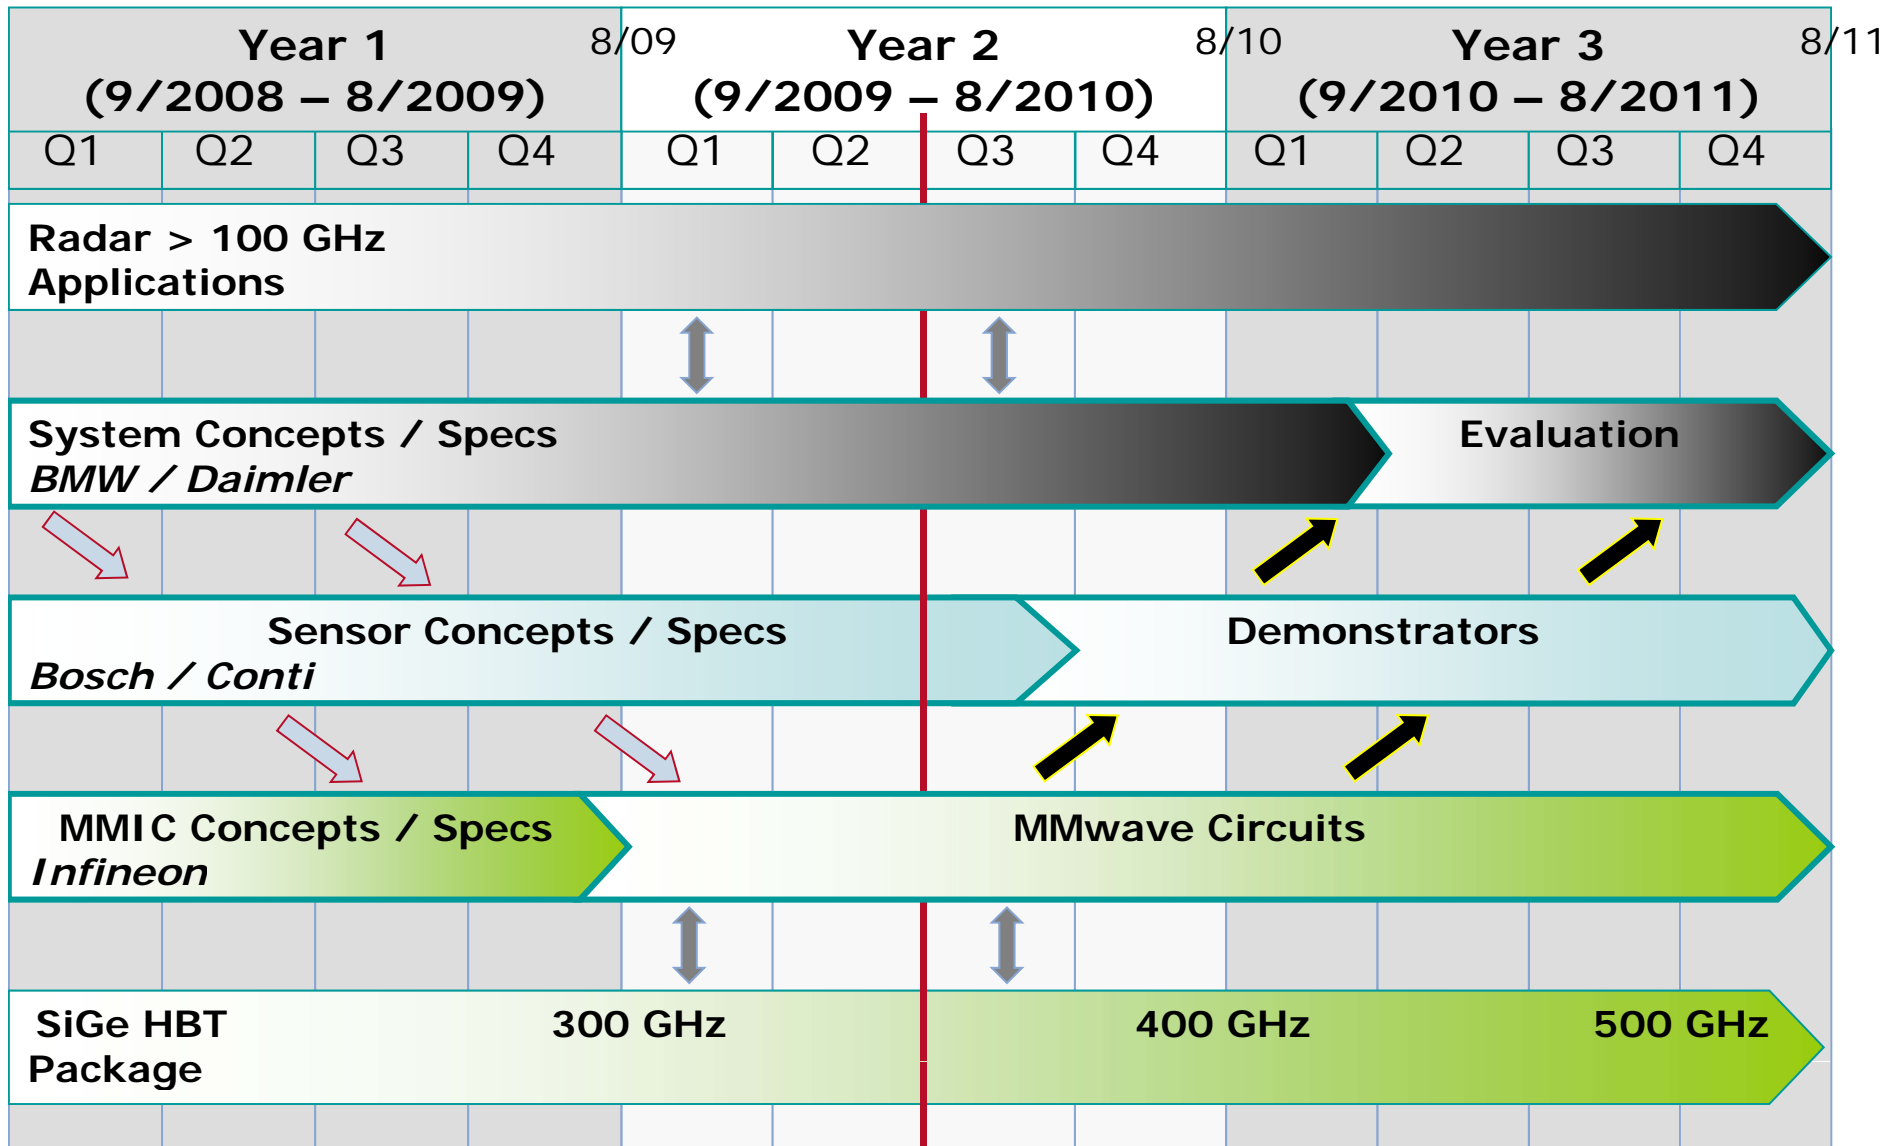 Year 1
8/09
Year 2
8/10
Year 3
8/11
(9/2008 – 8/2009)
(9/2009 – 8/2010)
(9/2010 – 8/2011)
Q1 Q2 Q3 Q4 Q1 Q2 Q3 Q4 Q1 Q2 Q3 Q4
Radar > 100 GHz
Applications
System Concepts / Specs
BMW / Daimler
Evaluation
Sensor Concepts / Specs
Bosch / Conti
Demonstrators
MMIC Concepts / Specs
Infineon
MMwave Circuits
SiGe HBT
Package
300 GHz
400 GHz
500 GHz